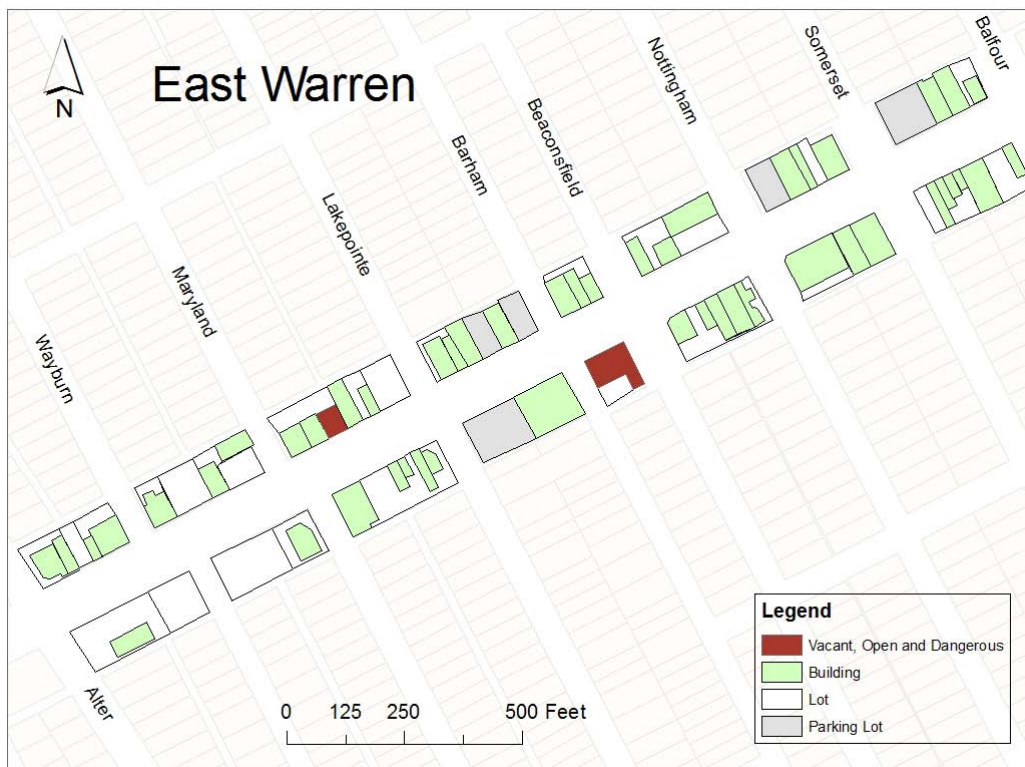 East Warren
N
Balfour
Somerset
Nottingham
Beaconsfield
Barham
Lakepointe
Maryland
Wayburn
Alter
0 125 250 500 Feet
Legend
Vacant, Open and Dangerous
Building
Lot
Parking Lot